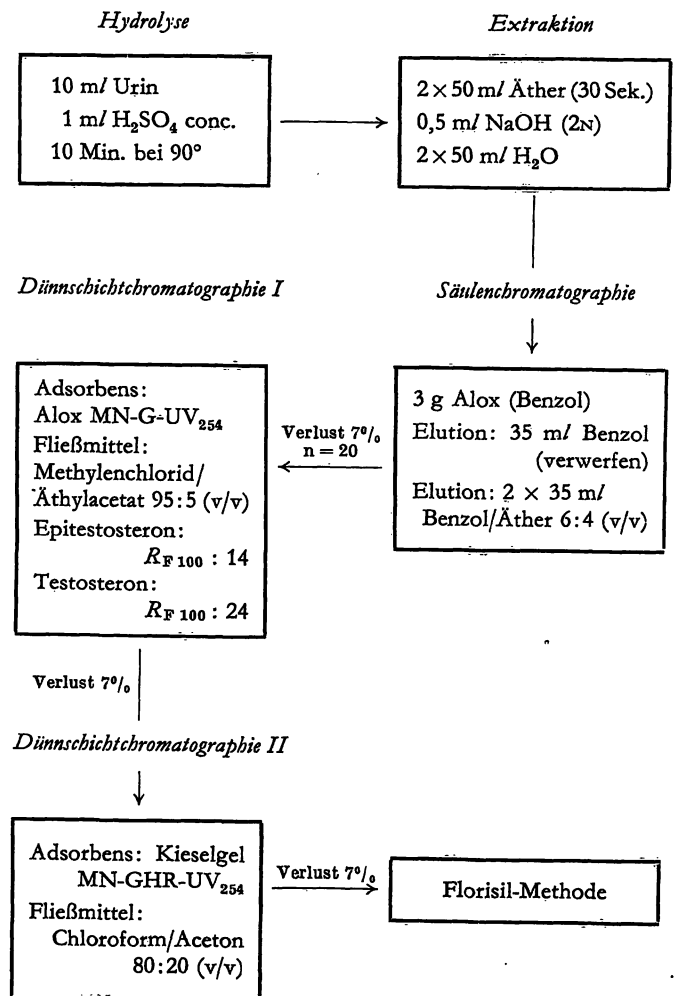 Hydrolyse
10 ml Urin
1 ml H₂SO₄ conc.
10 Min. bei 90°
Extraktion
2 × 50 ml Äther (30 Sek.)
0,5 ml NaOH (2N)
2 × 50 ml H₂O
Säulenchromatographie
3 g Alox (Benzol)
Elution: 35 ml Benzol
(verwerfen)
Elution: 2 × 35 ml
Benzol/Äther 6:4 (v/v)
Verlust 7%
n = 20
Dünnschichtchromatographie I
Adsorbens:
Alox MN-G-UV₂₅₄
Fließmittel:
Methylenchlorid/
Äthylacetat 95:5 (v/v)
Epitestosteron:
R_F 100 : 14
Testosteron:
R_F 100 : 24
Verlust 7%
Dünnschichtchromatographie II
Adsorbens: Kieselgel
MN-GHR-UV₂₅₄
Fließmittel:
Chloroform/Aceton
80:20 (v/v)
Verlust 7%
Florisil-Methode